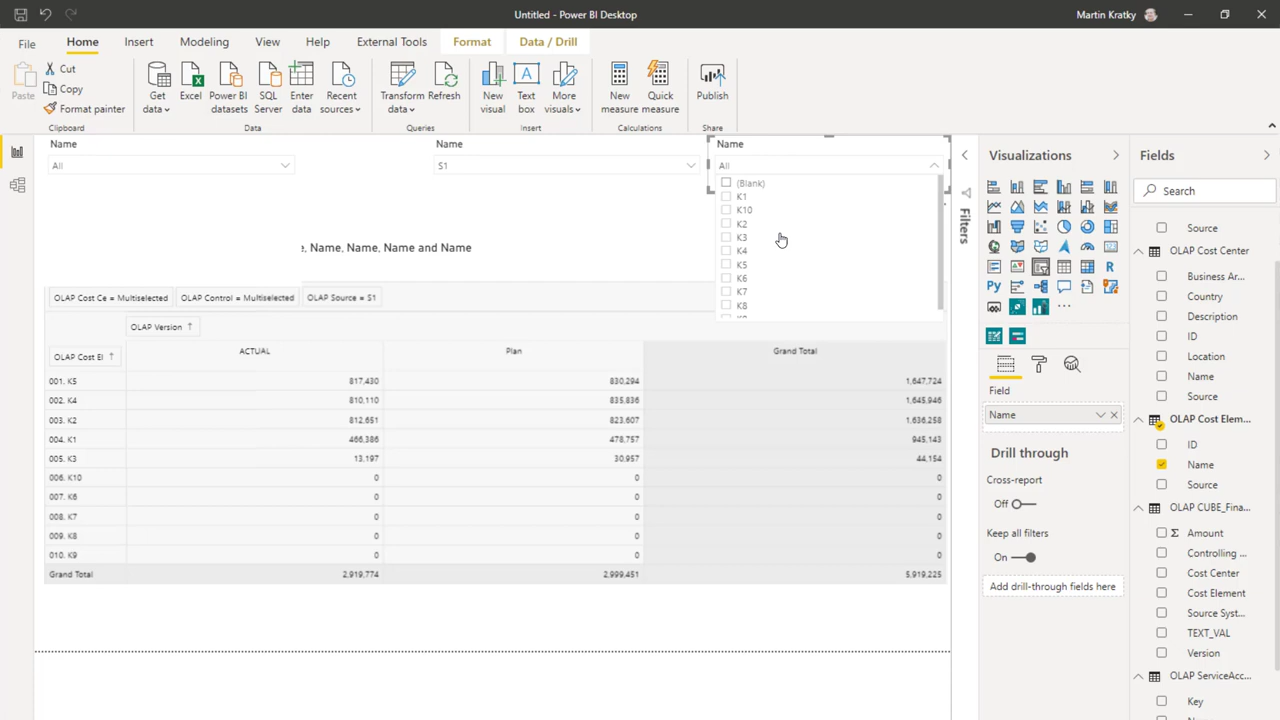 Untitled - Power BI Desktop
Martin Kratky
File
Home
Insert
Modeling
View
Help
External Tools
Format
Data / Drill
Paste
Cut
Copy
Format painter
Clipboard
Get data
Excel
Power BI datasets
SQL Server
Enter data
Recent sources
Data
Transform data
Refresh
Queries
New visual
Text box
More visuals
Insert
New measure
Quick measure
Calculations
Publish
Share
Name
All
Name
S1
Name
All
(Blank)
K1
K10
K2
K3
K4
K5
K6
K7
K8
, Name, Name, Name and Name
OLAP Cost Ce = Multiselected
OLAP Control = Multiselected
OLAP Source = S1
OLAP Version ↑
OLAP Cost El ↑
ACTUAL Plan Grand Total
001. K5 817,430 830,294 1,647,724
002. K4 810,110 835,836 1,645,946
003. K2 812,651 823,607 1,636,258
004. K1 466,386 478,757 945,143
005. K3 13,197 30,957 44,154
006. K10 0 0 0
007. K6 0 0 0
008. K7 0 0 0
009. K8 0 0 0
010. K9 0 0 0
Grand Total 2,919,774 2,999,451 5,919,225
Filters
Visualizations
R
Py
Field
Name
Drill through
Cross-report
Off
Keep all filters
On
Add drill-through fields here
Fields
Search
Source
OLAP Cost Center
Business Ar...
Country
Description
ID
Location
Name
Source
OLAP Cost Elem...
ID
Name
Source
OLAP CUBE_Fina...
Σ Amount
Controlling ...
Cost Center
Cost Element
Source Syst...
TEXT_VAL
Version
OLAP ServiceAcc...
Key